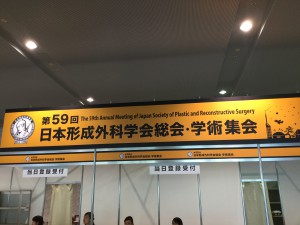 第59回 The 59th Annual Meeting of Japan Society of Plastic and Reconstructive Surgery
日本形成外科学会総会・学術集会
当日登録受付
当日登録受付